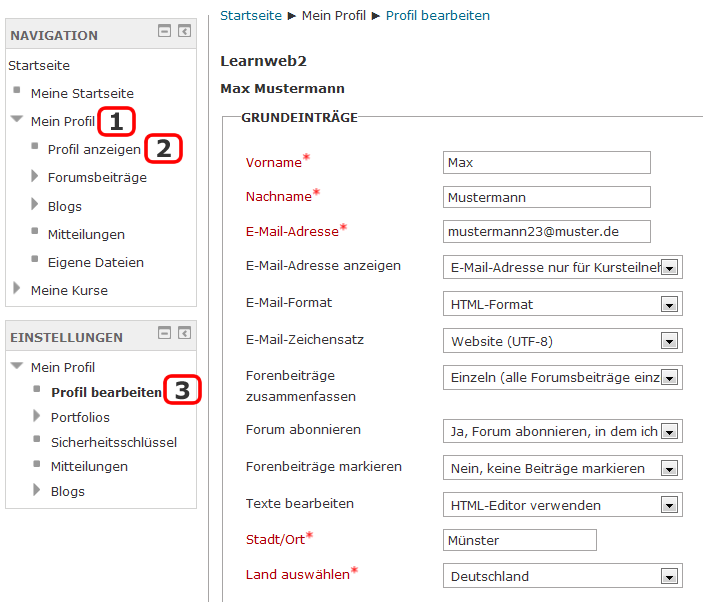 Startseite ► Mein Profil ► Profil bearbeiten
NAVIGATION
Startseite
Meine Startseite
Mein Profil 1
Profil anzeigen 2
Forumsbeiträge
Blogs
Mitteilungen
Eigene Dateien
Meine Kurse
EINSTELLUNGEN
Mein Profil
Profil bearbeiten 3
Portfolios
Sicherheitsschlüssel
Mitteilungen
Blogs
Learnweb2
Max Mustermann
GRUNDEINTRÄGE
Vorname* Max
Nachname* Mustermann
E-Mail-Adresse* mustermann23@muster.de
E-Mail-Adresse anzeigen E-Mail-Adresse nur für Kursteilneh
E-Mail-Format HTML-Format
E-Mail-Zeichensatz Website (UTF-8)
Forenbeiträge Einzeln (alle Forumsbeiträge einz
zusammenfassen
Forum abonnieren Ja, Forum abonnieren, in dem ich
Forenbeiträge markieren Nein, keine Beiträge markieren
Texte bearbeiten HTML-Editor verwenden
Stadt/Ort* Münster
Land auswählen* Deutschland